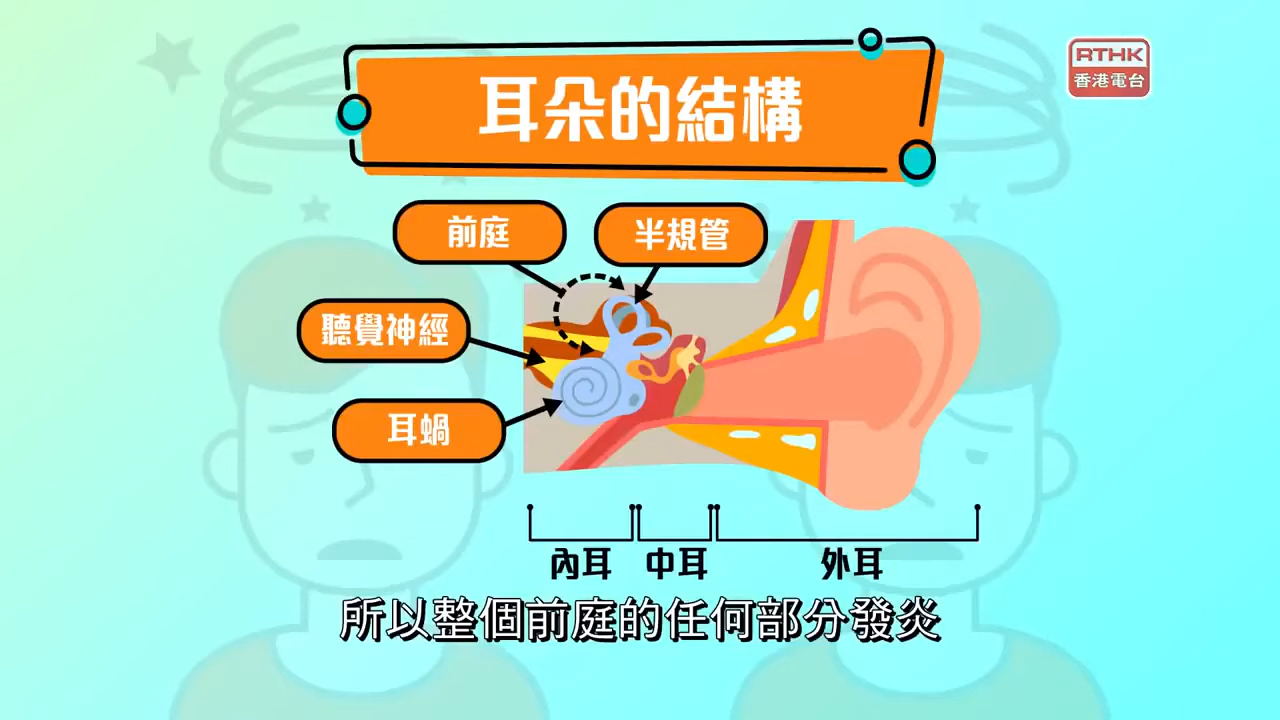 RTHK
香港電台
耳朵的結構
前庭
半規管
聽覺神經
耳蝸
內耳
中耳
外耳
所以整個前庭的任何部分發炎